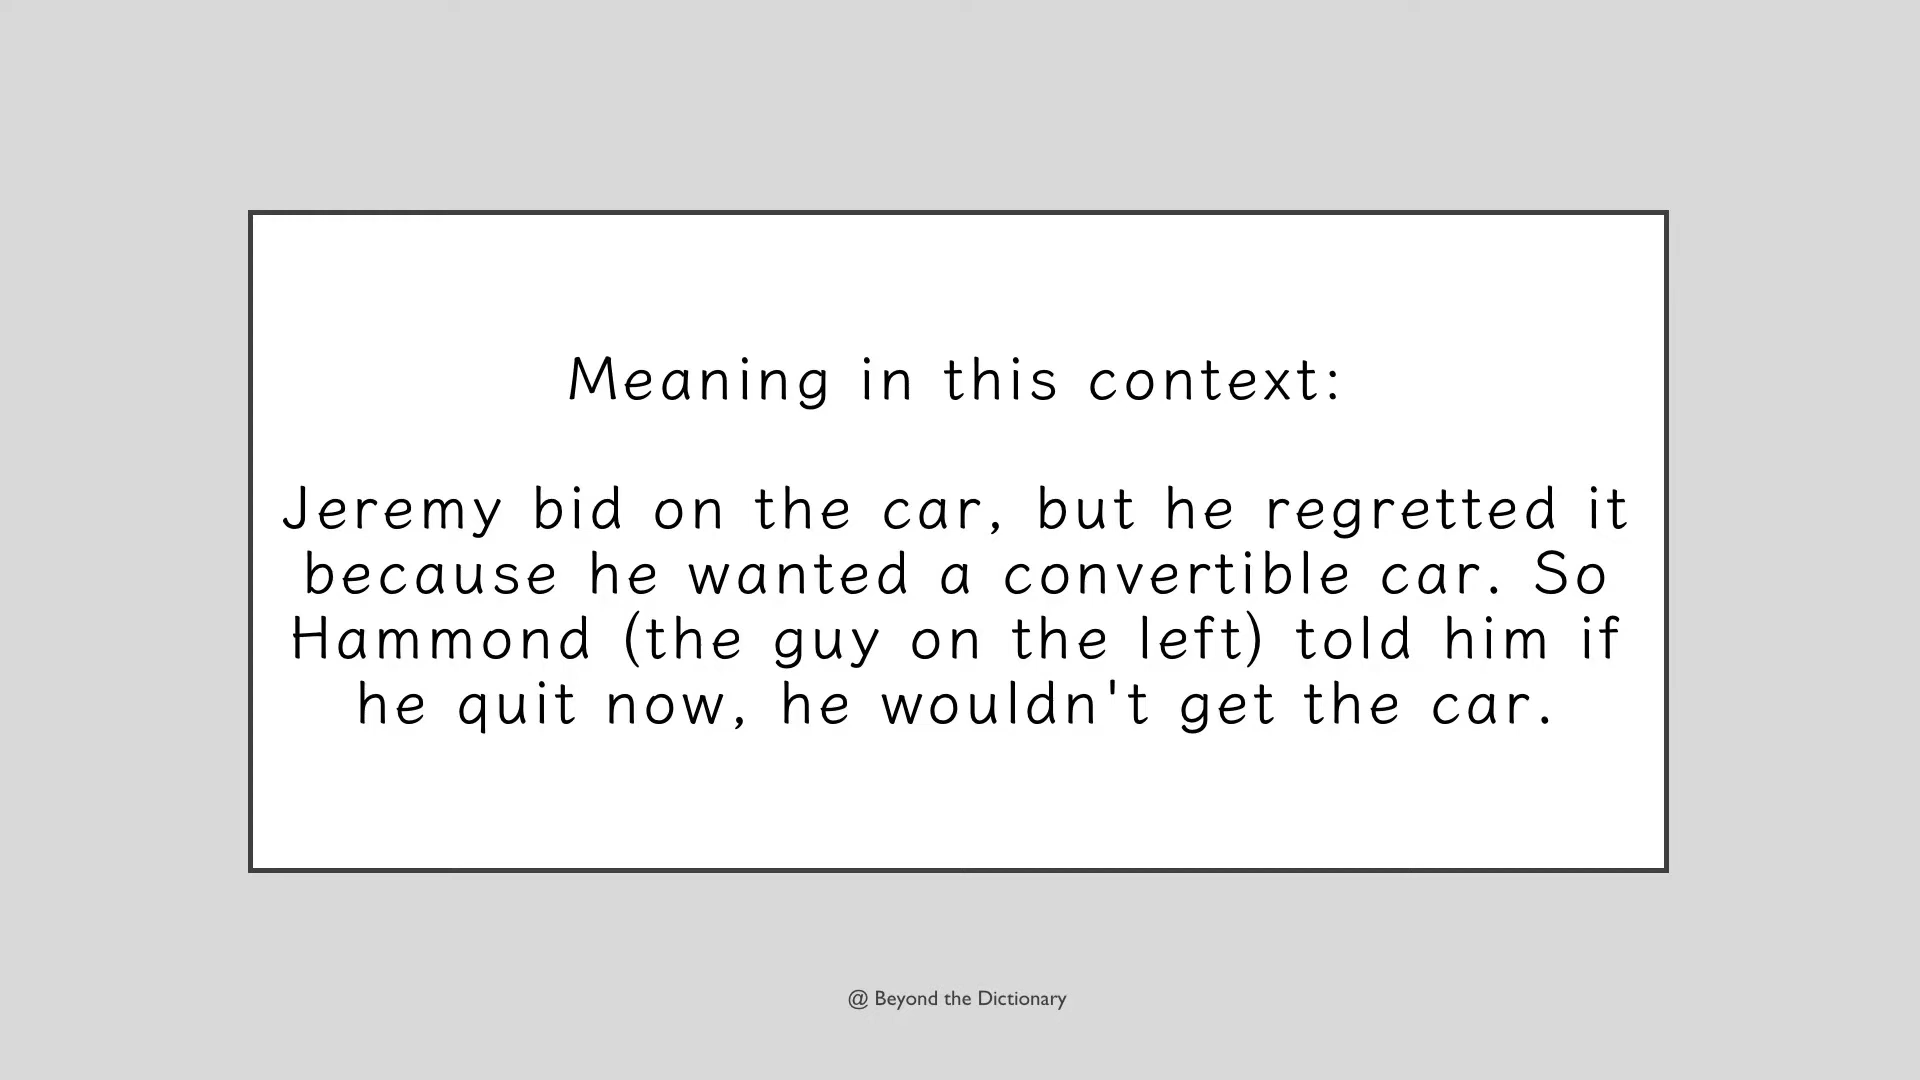 Meaning in this context:
Jeremy bid on the car, but he regretted it
because he wanted a convertible car. So
Hammond (the guy on the left) told him if
he quit now, he wouldn't get the car.
@ Beyond the Dictionary